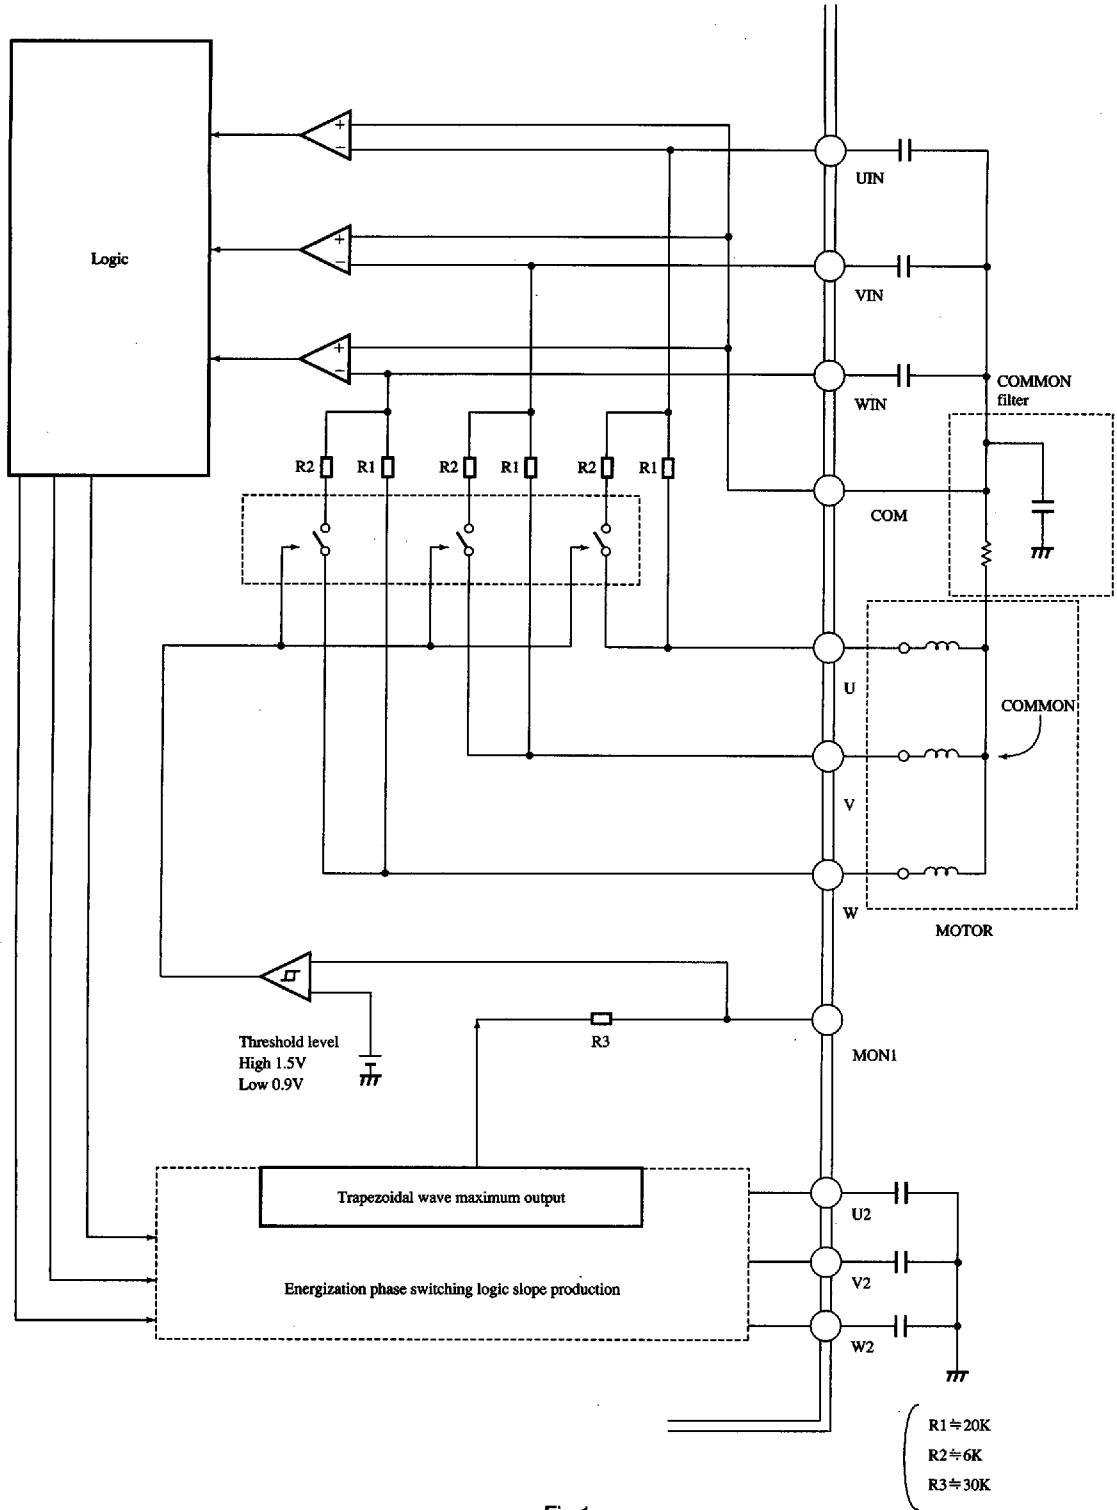 UIN
Logic
VIN
COMMON
filter
WIN
R2
R1
R2
R1
R2
R1
COM
U
COMMON
V
W
MOTOR
R3
Threshold level
High 1.5V
Low 0.9V
MON1
Trapezoidal wave maximum output
U2
Energization phase switching logic slope production
V2
W2
R1≒20K
R2≒6K
R3≒30K